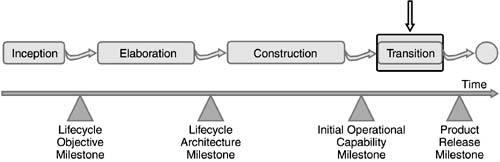 Inception
Elaboration
Construction
Transition
Time
Lifecycle
Objective
Milestone
Lifecycle
Architecture
Milestone
Initial Operational
Capability
Milestone
Product
Release
Milestone